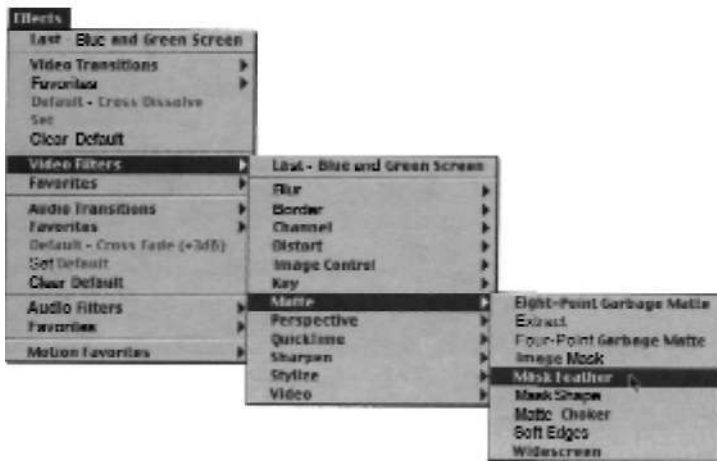 Effects
Last - Blue and Green Screen
Video Transitions
Favorites
Default - Cross Dissolve
Set
Clear Default
Video Filters
Favorites
Audio Transitions
Favorites
Default - Cross Fade (+3dB)
Set Default
Clear Default
Audio Filters
Favorites
Motion Favorites
Last - Blue and Green Screen
Blur
Border
Channel
Distort
Image Control
Key
Matte
Perspective
QuickTime
Sharpen
Stylize
Video
Eight-Point Garbage Matte
Extract
Four-Point Garbage Matte
Image Mask
Mask Feather
Mask Shape
Matte Choker
Soft Edges
Widescreen